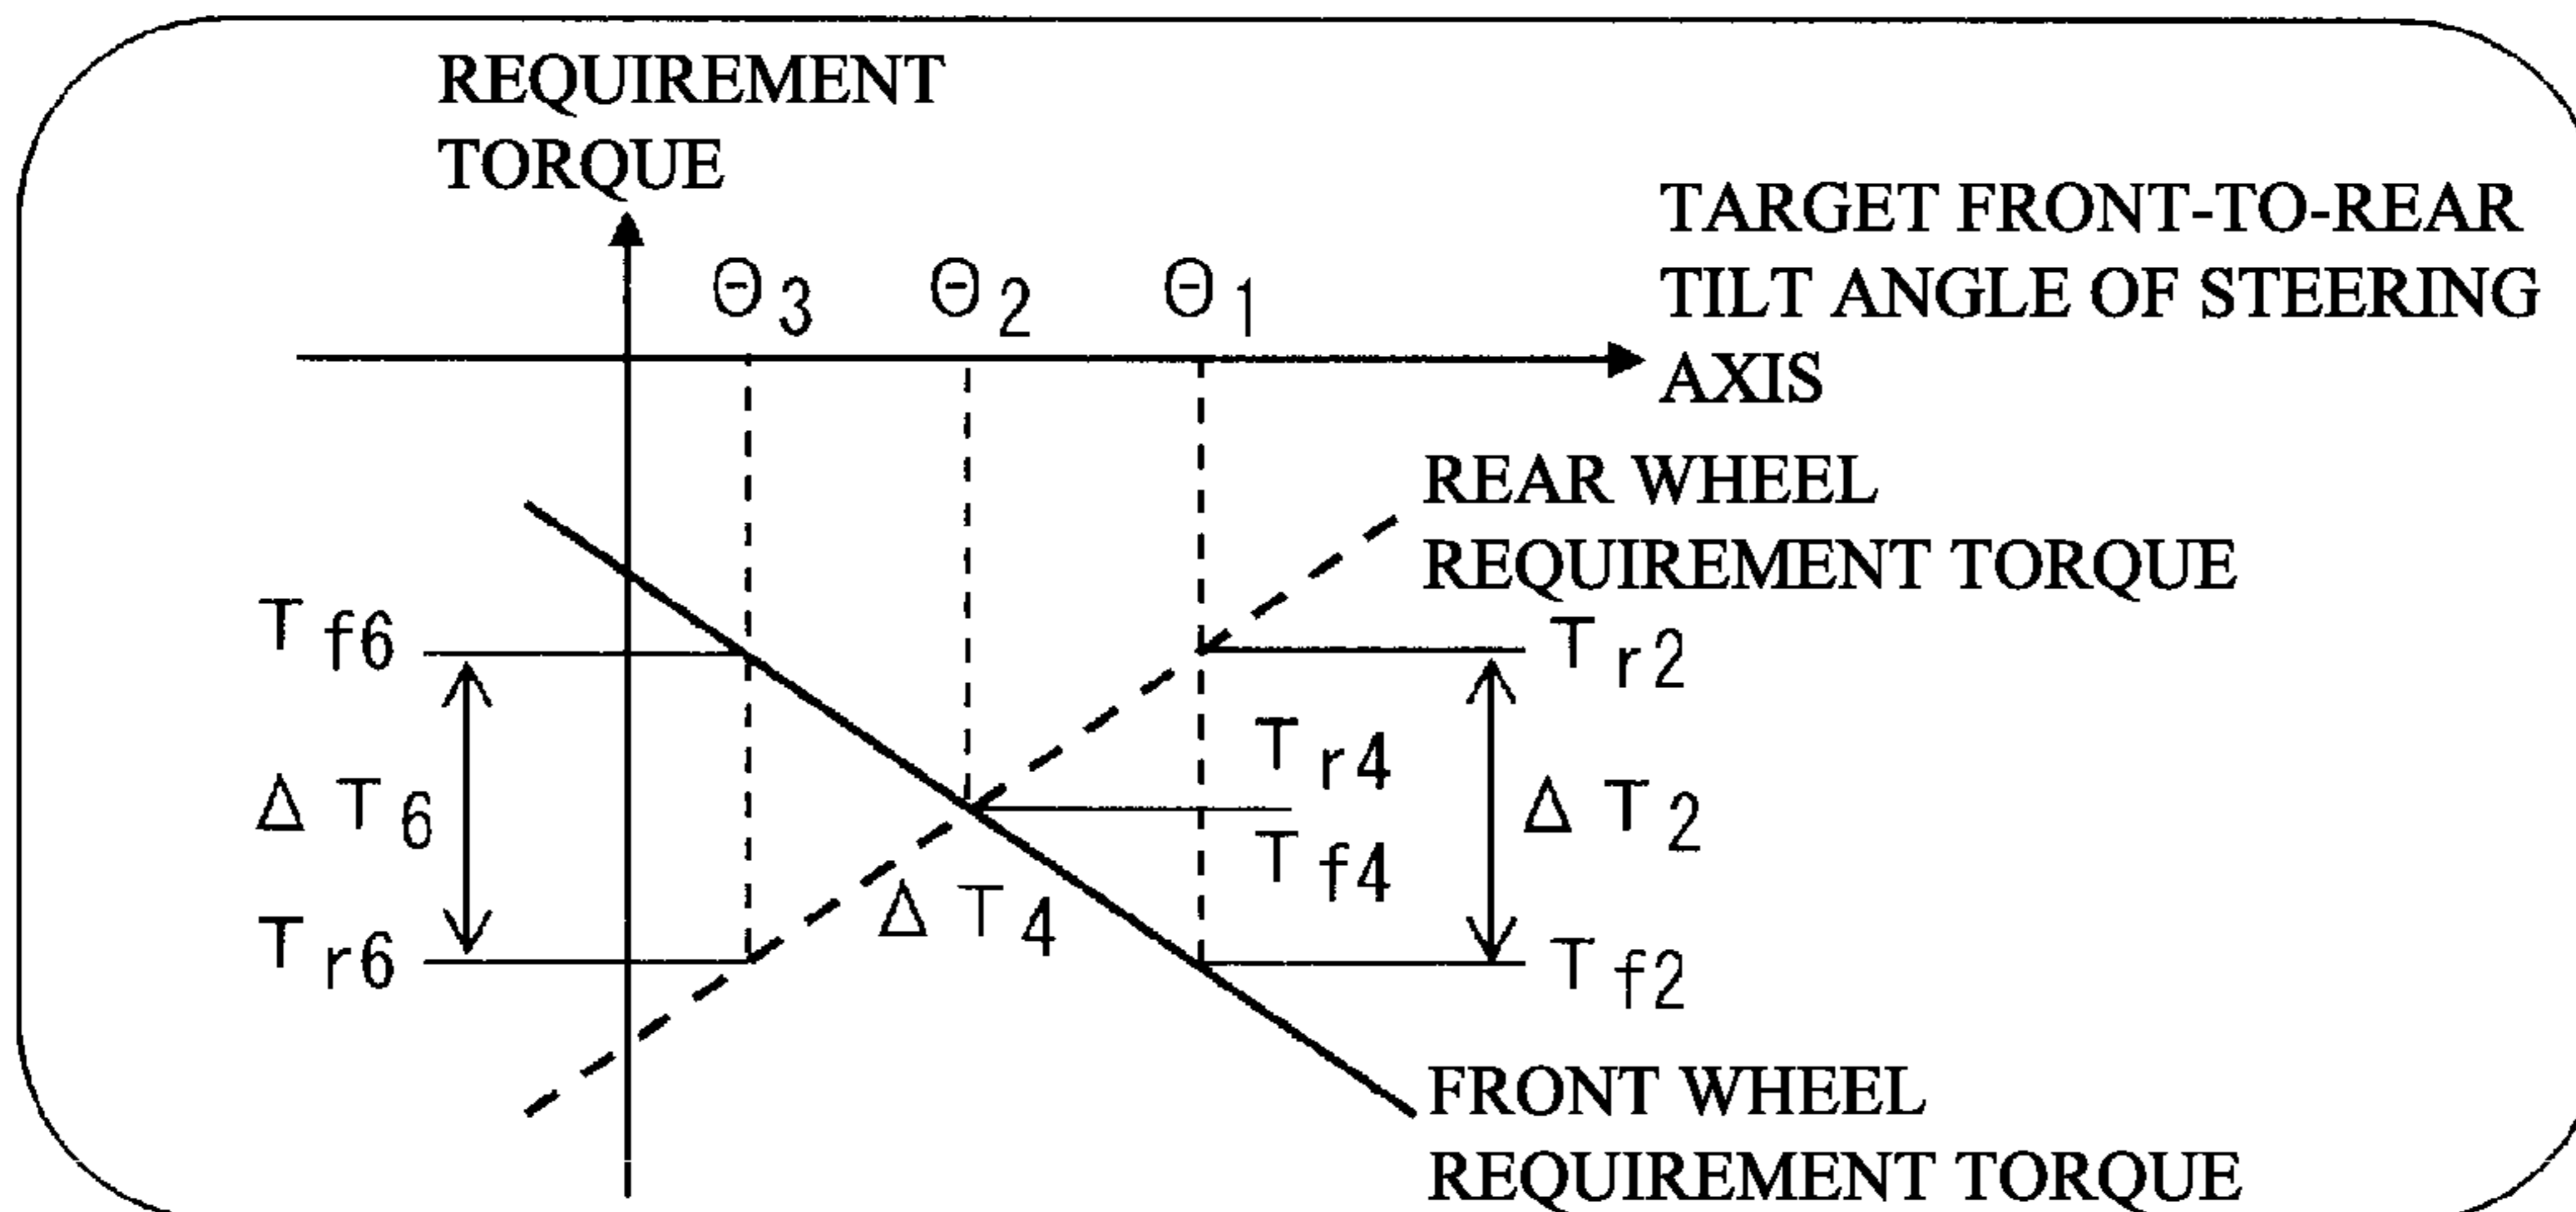 REQUIREMENT
TORQUE
TARGET FRONT-TO-REAR
TILT ANGLE OF STEERING
AXIS
Θ3
Θ2
Θ1
REAR WHEEL
REQUIREMENT TORQUE
Tf6
Tr2
Tr4
ΔT6
ΔT2
Tf4
ΔT4
Tr6
Tf2
FRONT WHEEL
REQUIREMENT TORQUE